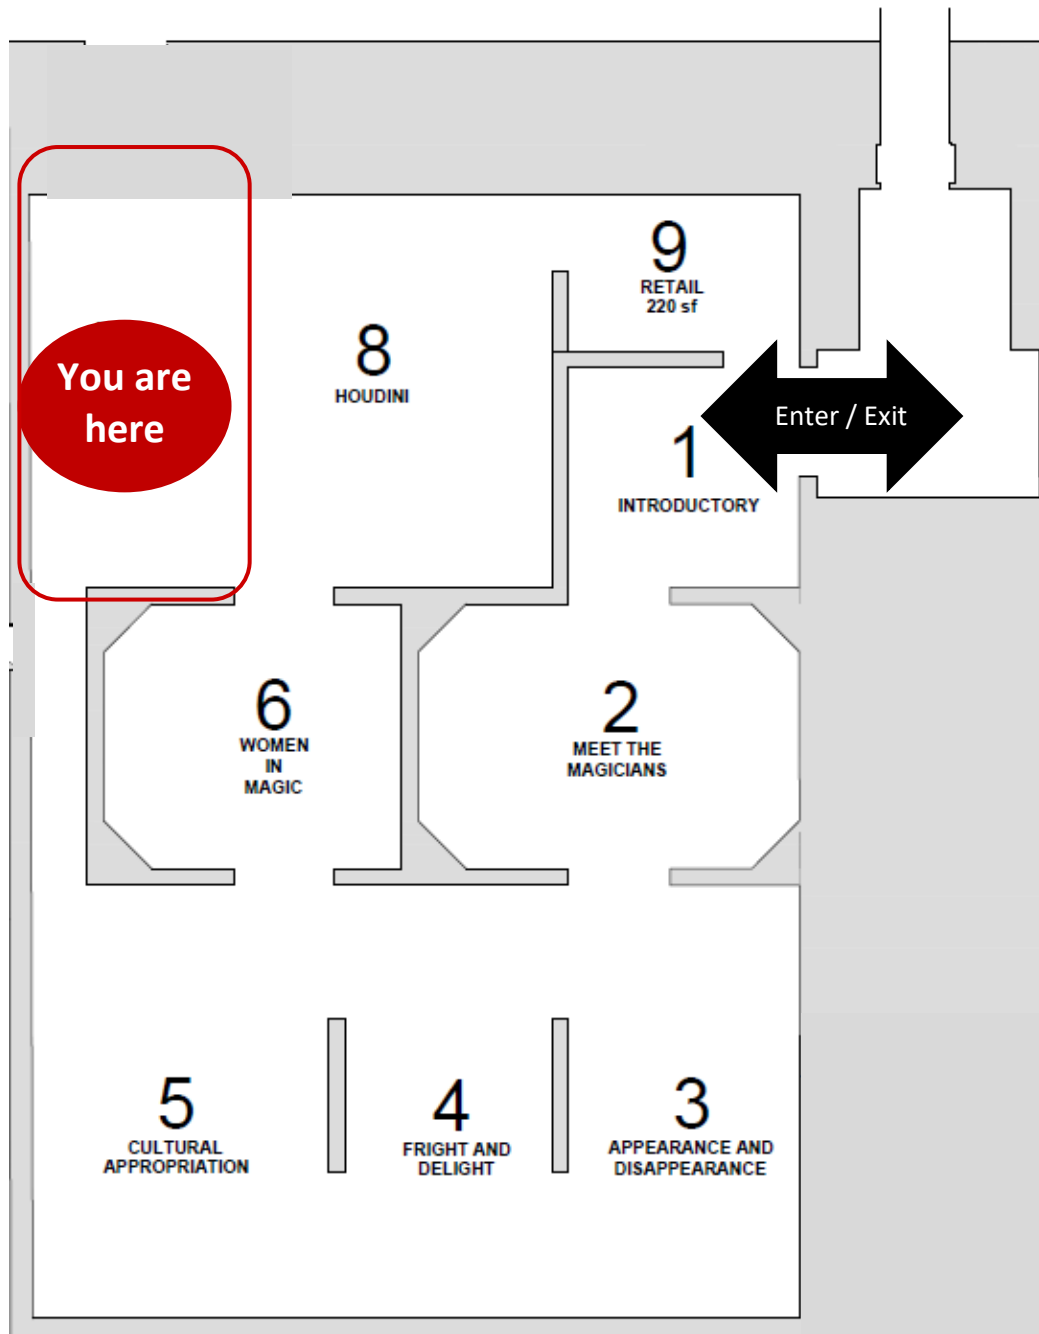 9
RETAIL
220 sf
You are
here
8
HOUDINI
Enter / Exit
1
INTRODUCTORY
6
WOMEN
IN
MAGIC
2
MEET THE
MAGICIANS
5
CULTURAL
APPROPRIATION
4
FRIGHT AND
DELIGHT
3
APPEARANCE AND
DISAPPEARANCE